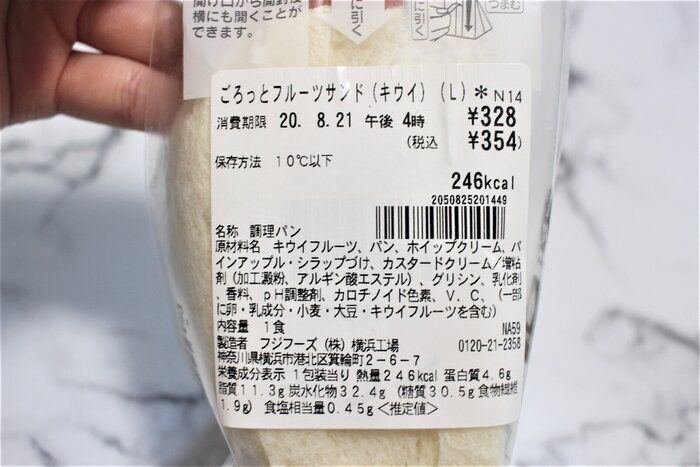 開け口から開封後
横にも開くことが
できます。
に引く
に引く
つまむ
ごろっとフルーツサンド(キウイ) (L)* N14
消費期限 20. 8.21 午後 4時 ¥328
(税込 ¥354)
保存方法 10℃以下
246kcal
2050825201449
名称 調理パン
原材料名 キウイフルーツ、パン、ホイップクリーム、パ
インアップル・シラップづけ、カスタードクリーム/増粘
剤(加工澱粉、アルギン酸エステル)、グリシン、乳化剤
、香料、pH調整剤、カロチノイド色素、V.C、(一部
に卵・乳成分・小麦・大豆・キウイフルーツを含む)
内容量 1食 NA59
製造者 フジフーズ(株)横浜工場 0120-21-2358
神奈川県横浜市港北区箕輪町2-6-7
栄養成分表示 1包装当り 熱量246kcal 蛋白質4.6g
脂質11.3g 炭水化物32.4g (糖質30.5g 食物繊維
1.9g) 食塩相当量0.45g<推定値>